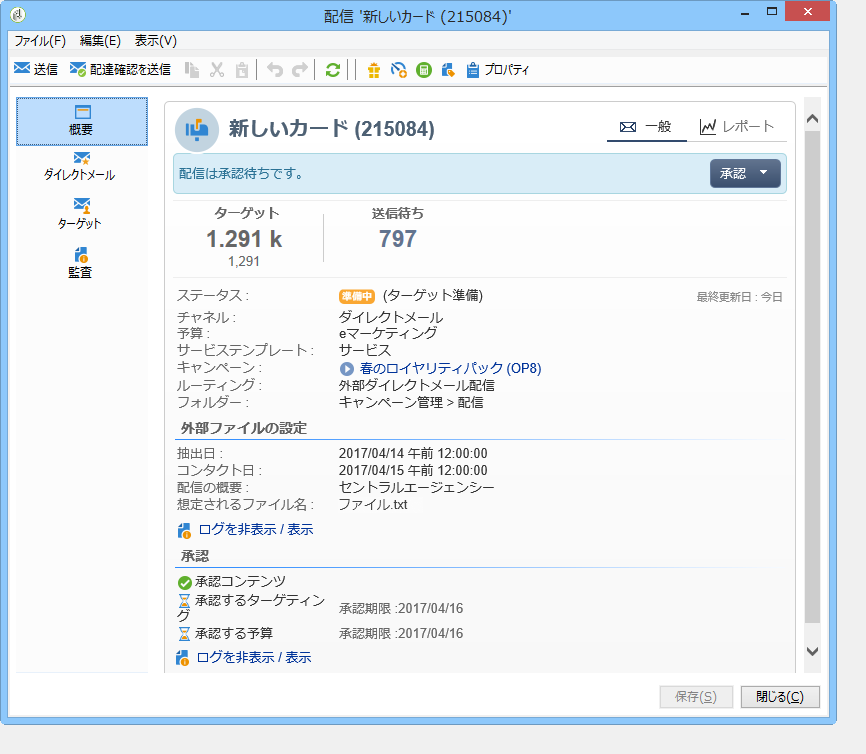 配信 '新しいカード (215084)'
ファイル(F) 編集(E) 表示(V)
送信 配達確認を送信 プロパティ
概要
ダイレクトメール
ターゲット
監査
新しいカード (215084)
一般 レポート
配信は承認待ちです。
承認
ターゲット 送信待ち
1.291 k 797
1,291
ステータス : 準備中 (ターゲット準備) 最終更新日 : 今日
チャネル : ダイレクトメール
予算 : eマーケティング
サービステンプレート : サービス
キャンペーン : 春のロイヤリティパック (OP8)
ルーティング : 外部ダイレクトメール配信
フォルダー : キャンペーン管理 > 配信
外部ファイルの設定
抽出日 : 2017/04/14 午前 12:00:00
コンタクト日 : 2017/04/15 午前 12:00:00
配信の概要 : セントラルエージェンシー
想定されるファイル名 : ファイル.txt
ログを非表示 / 表示
承認
承認コンテンツ
承認するターゲティン
グ 承認期限 :2017/04/16
承認する予算 承認期限 :2017/04/16
ログを非表示 / 表示
保存(S) 閉じる(C)